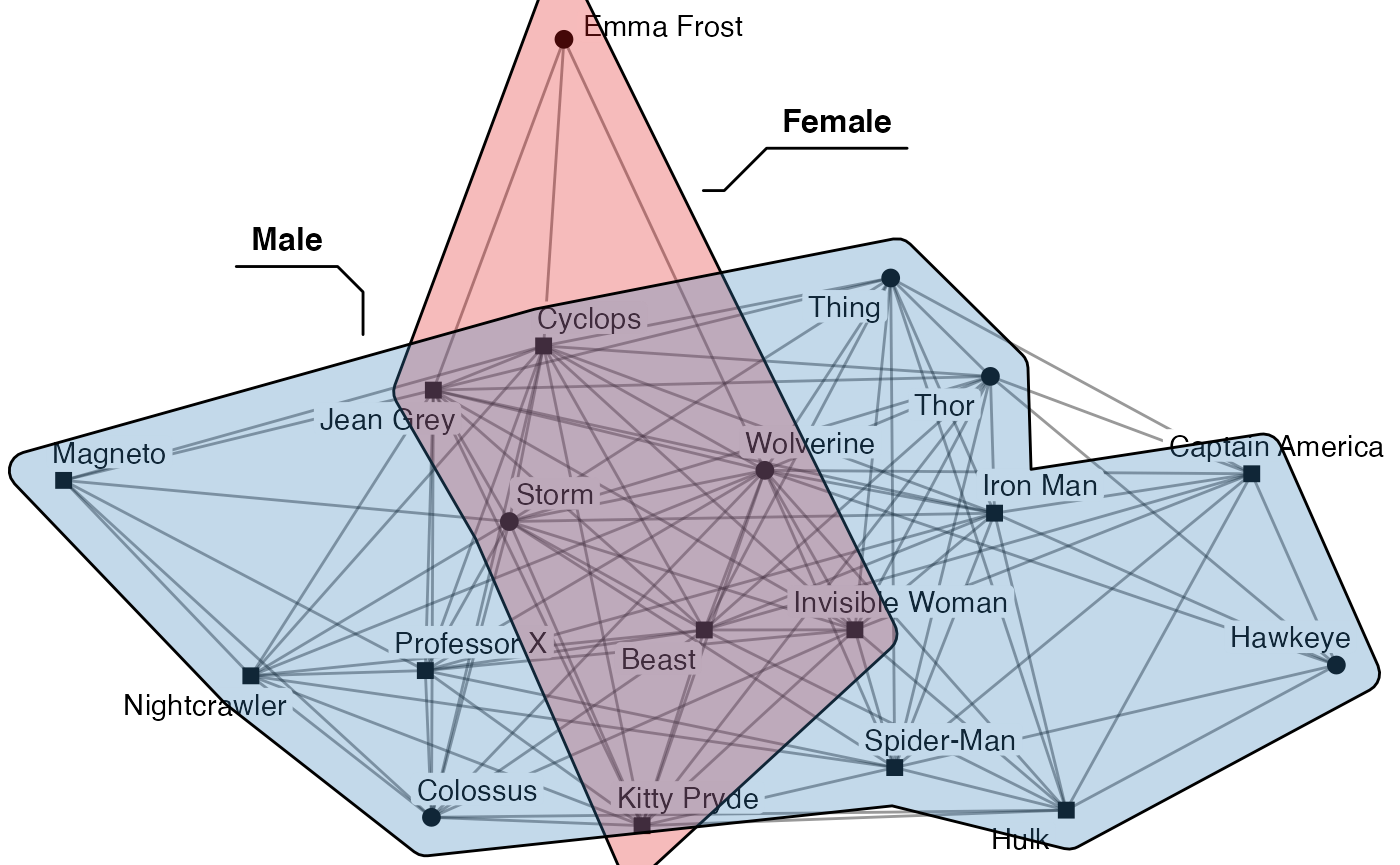 Emma Frost
Female
Male
Thing
Cyclops
Thor
Jean Grey
Wolverine
Captain America
Magneto
Iron Man
Storm
Invisible Woman
Hawkeye
Professor X
Beast
Nightcrawler
Spider-Man
Colossus
Kitty Pryde
Hulk